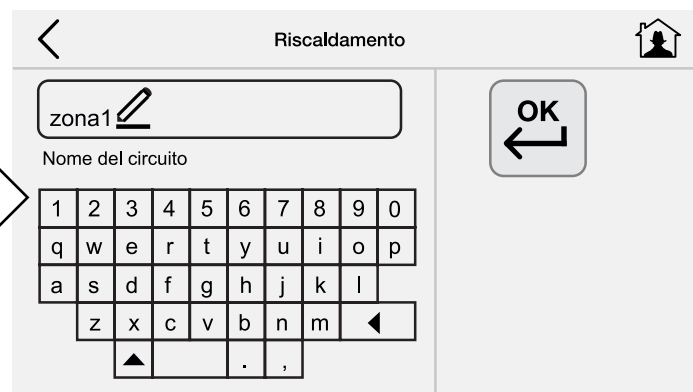 Riscaldamento
zona1
OK
Nome del circuito
1 2 3 4 5 6 7 8 9 0
q w e r t y u i o p
a s d f g h j k l
z x c v b n m
. ,